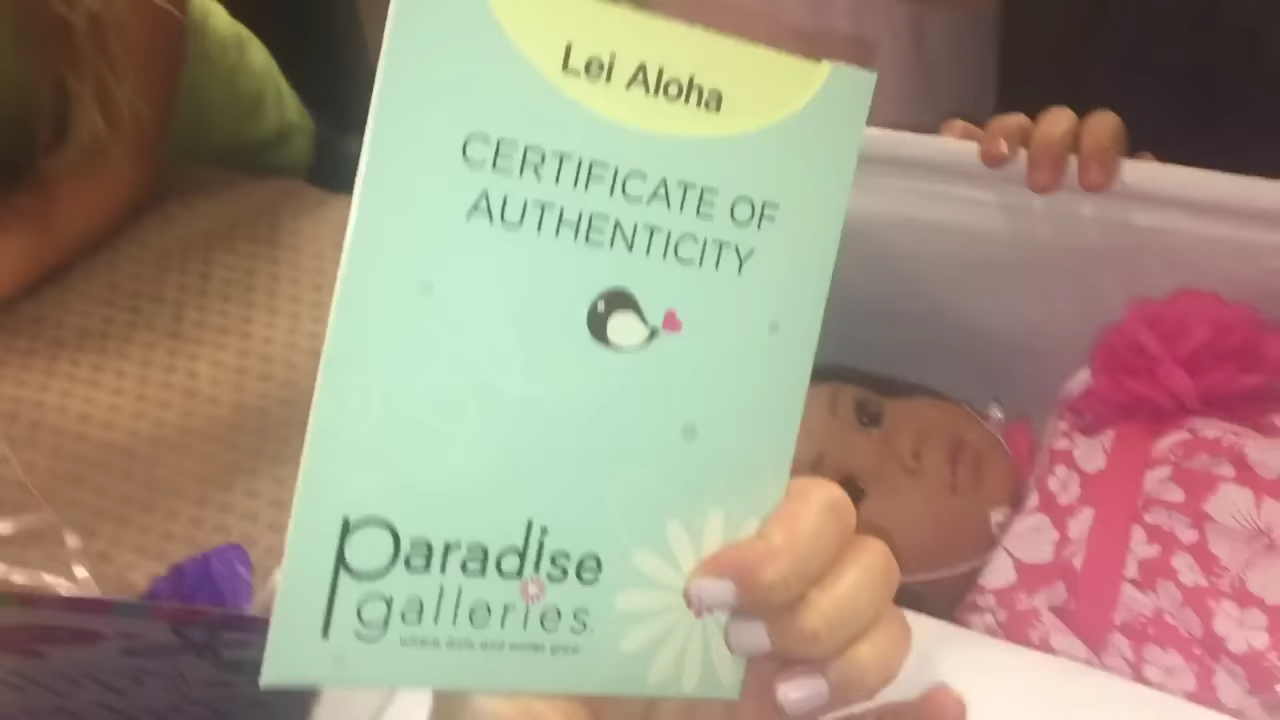 Lei Aloha
CERTIFICATE OF
AUTHENTICITY
Paradise
galleries